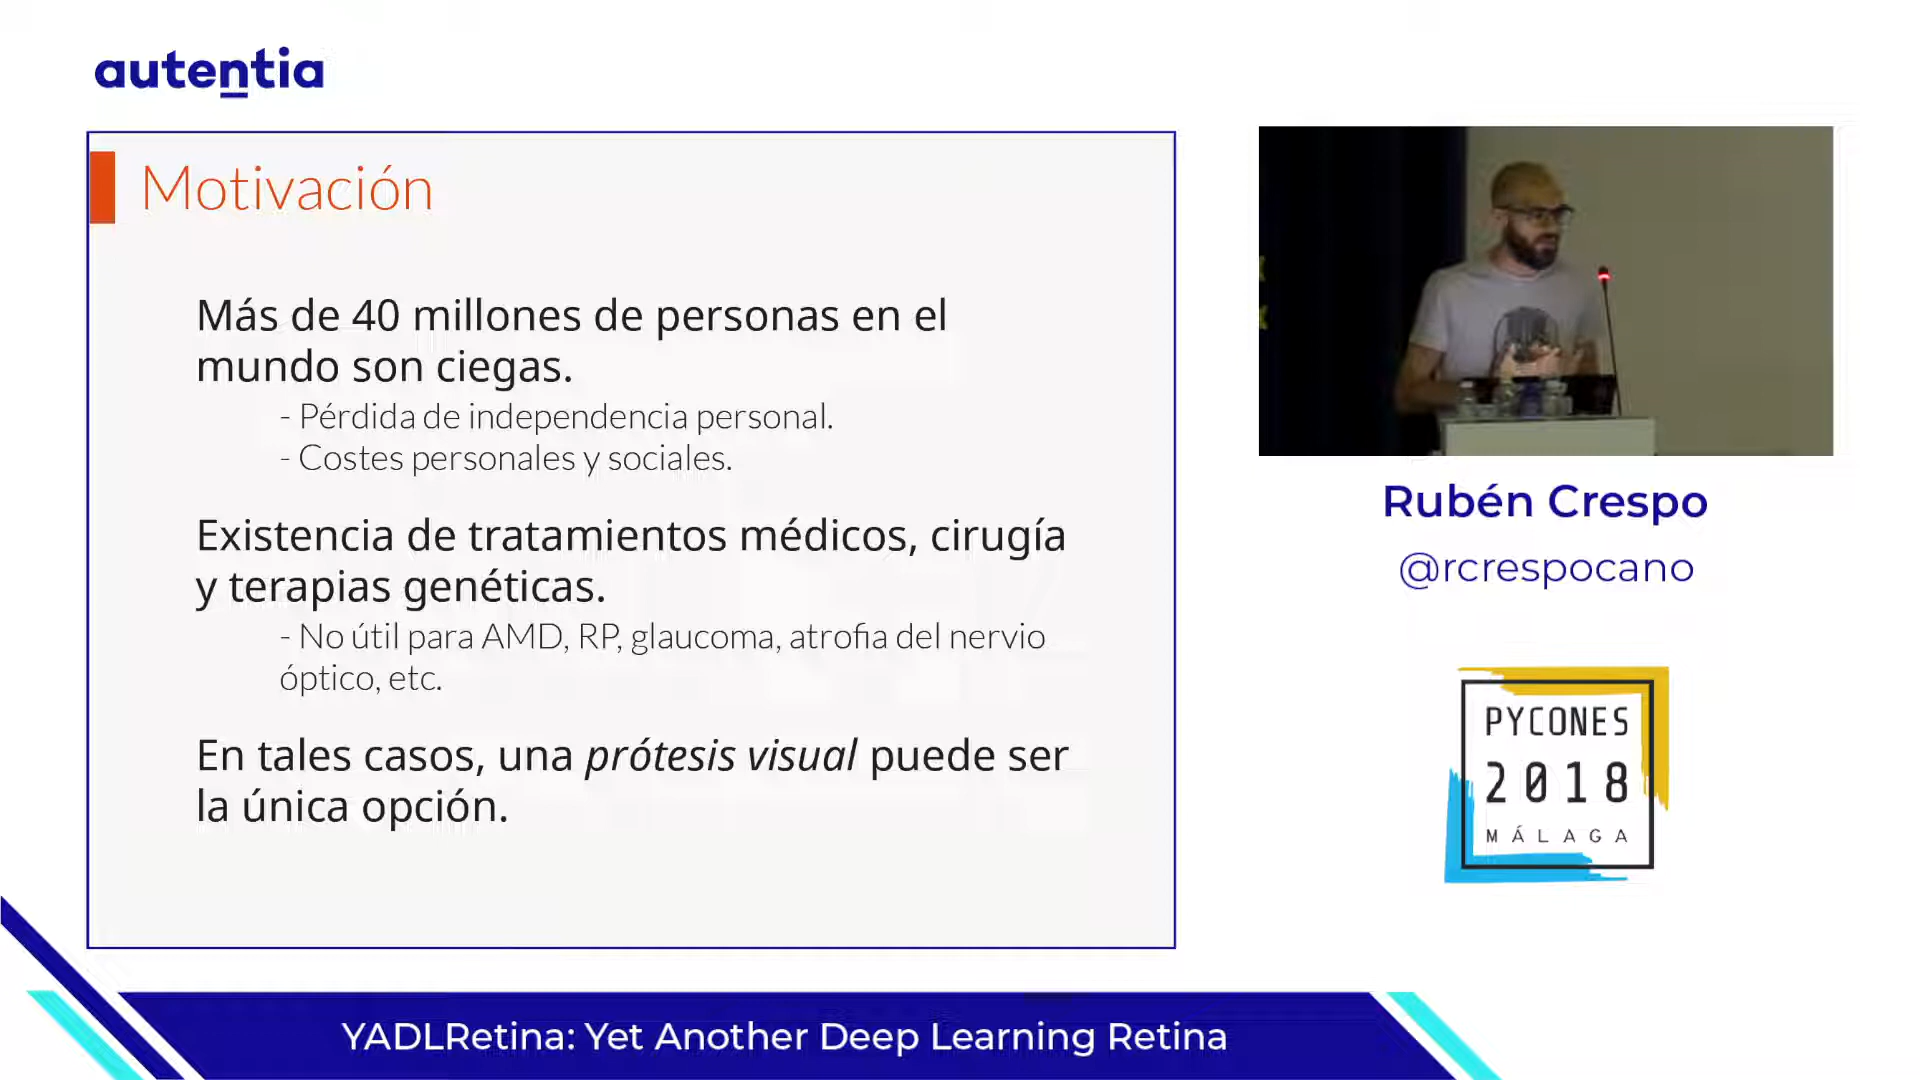 autentia
Motivación
Más de 40 millones de personas en el
mundo son ciegas.
- Pérdida de independencia personal.
- Costes personales y sociales.
Existencia de tratamientos médicos, cirugía
y terapias genéticas.
- No útil para AMD, RP, glaucoma, atrofia del nervio
óptico, etc.
En tales casos, una prótesis visual puede ser
la única opción.
Rubén Crespo
@rcrespocano
PYCONES
2018
MÁLAGA
YADLRetina: Yet Another Deep Learning Retina